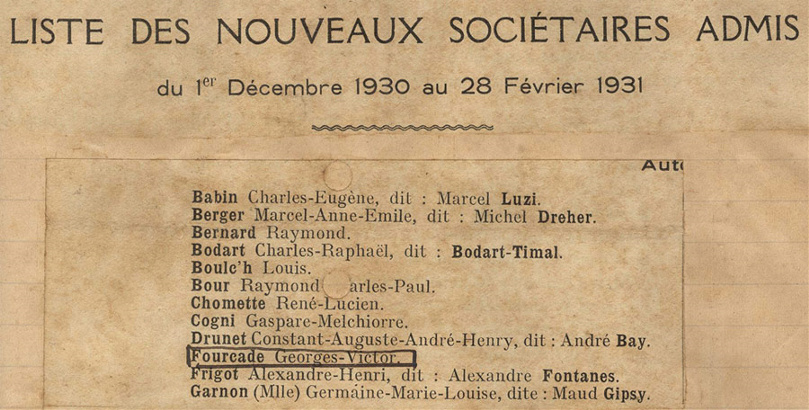 LISTE DES NOUVEAUX SOCIÉTAIRES ADMIS
du 1er Décembre 1930 au 28 Février 1931
Babin Charles-Eugène, dit : Marcel Luzi.
Berger Marcel-Anne-Emile, dit : Michel Dreher.
Bernard Raymond.
Bodart Charles-Raphaël, dit : Bodart-Timal.
Boulc'h Louis.
Bour Raymond arles-Paul.
Chomette René-Lucien.
Cogni Gaspare-Melchiorre.
Drunet Constant-Auguste-André-Henry, dit : André Bay.
Fourcade Georges-Victor.
Frigot Alexandre-Henri, dit : Alexandre Fontanes.
Garnon (Mlle) Germaine-Marie-Louise, dite : Maud Gipsy.